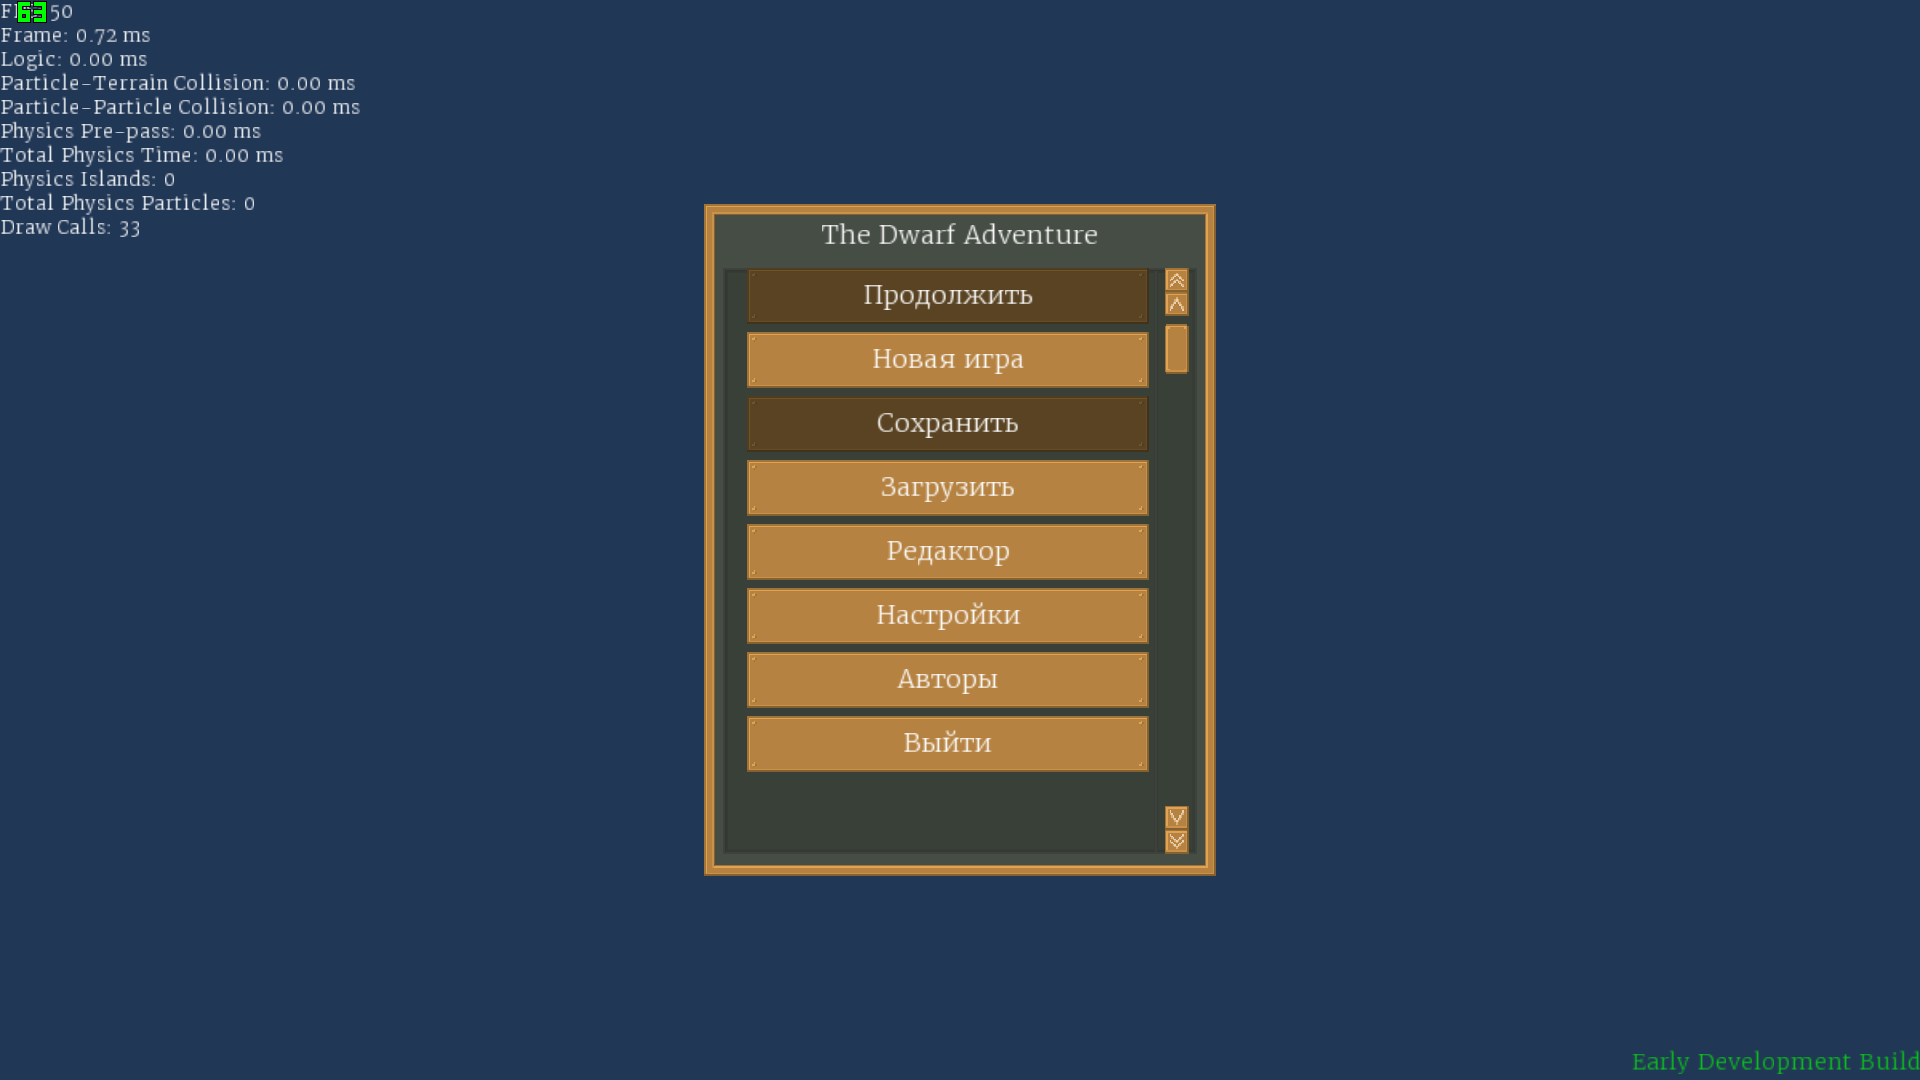 63 50
Frame: 0.72 ms
Logic: 0.00 ms
Particle-Terrain Collision: 0.00 ms
Particle-Particle Collision: 0.00 ms
Physics Pre-pass: 0.00 ms
Total Physics Time: 0.00 ms
Physics Islands: 0
Total Physics Particles: 0
Draw Calls: 33
The Dwarf Adventure
Продолжить
Новая игра
Сохранить
Загрузить
Редактор
Настройки
Авторы
Выйти
Early Development Build